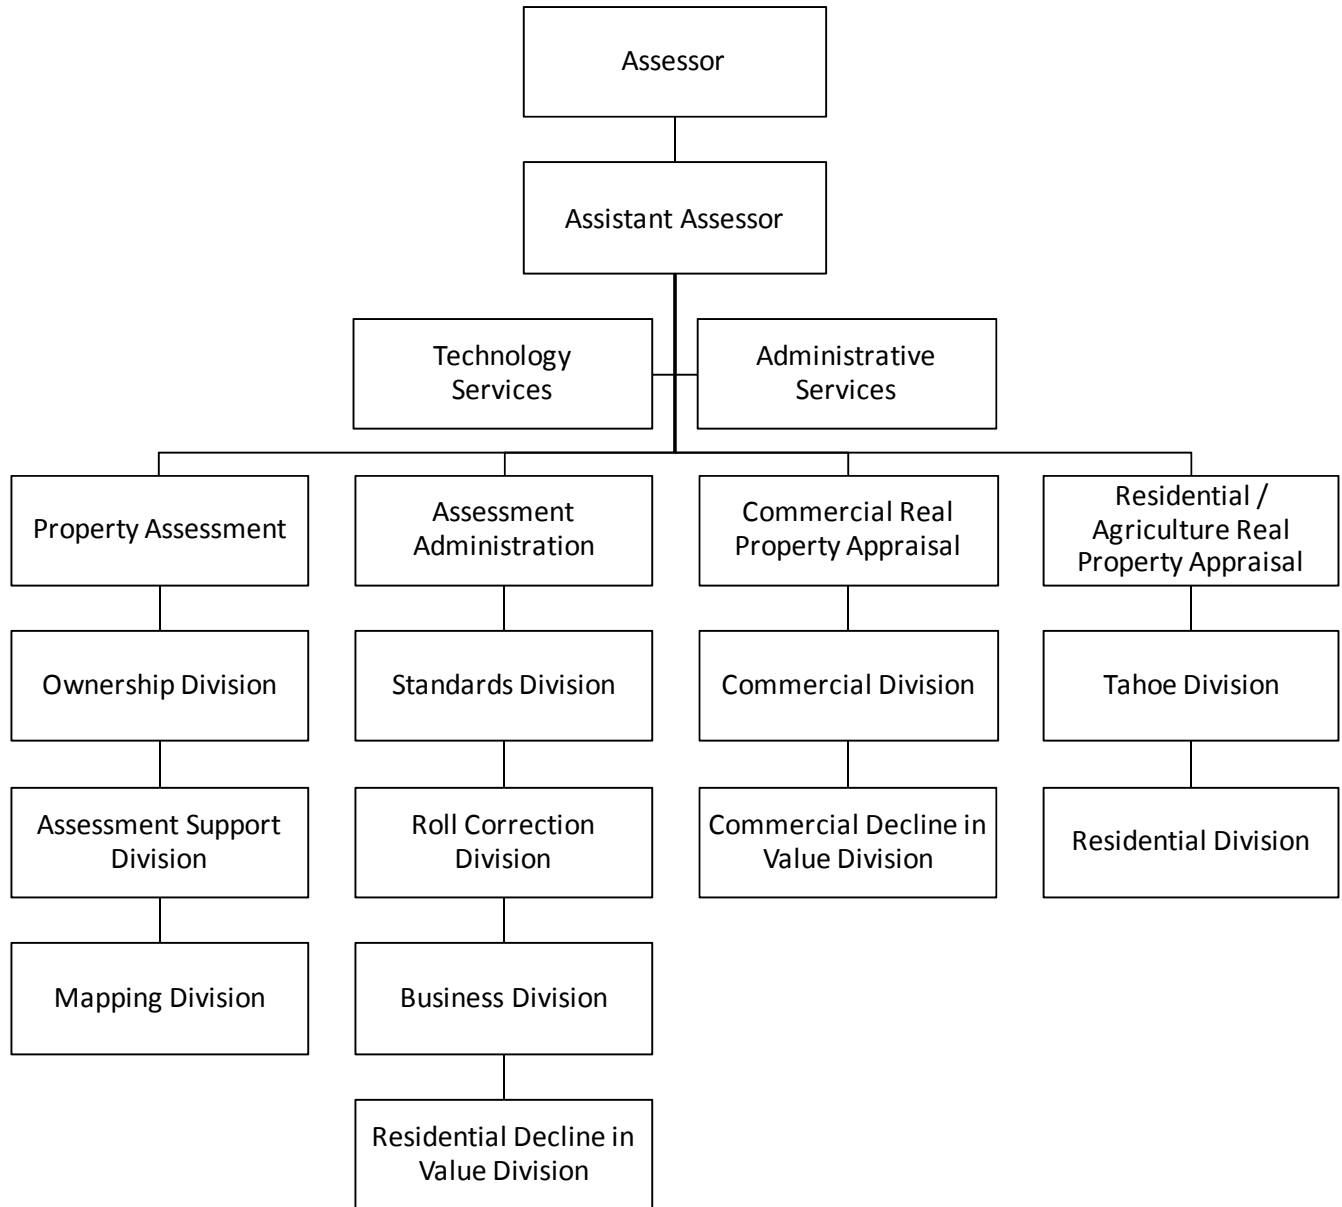 Assessor
Assistant Assessor
Technology
Services
Administrative
Services
Property Assessment
Assessment
Administration
Commercial Real
Property Appraisal
Residential /
Agriculture Real
Property Appraisal
Ownership Division
Standards Division
Commercial Division
Tahoe Division
Assessment Support
Division
Roll Correction
Division
Commercial Decline in
Value Division
Residential Division
Mapping Division
Business Division
Residential Decline in
Value Division